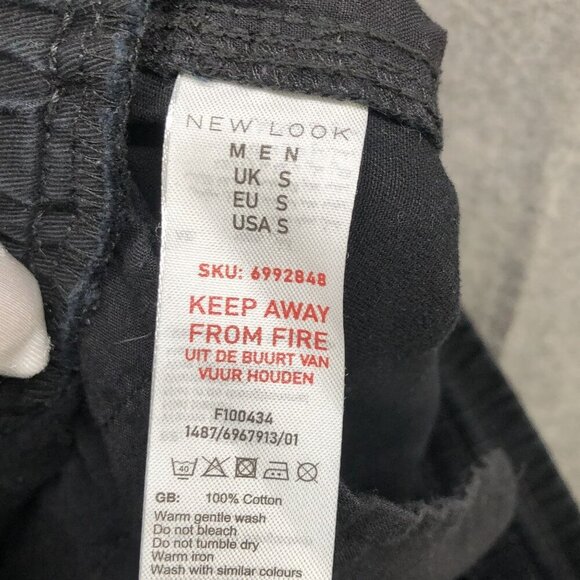 NEW LOOK
MEN
UK S
EU S
USA S
SKU: 6992848
KEEP AWAY
FROM FIRE
UIT DE BUURT VAN
VUUR HOUDEN
F100434
1487/6967913/01
40
GB: 100% Cotton
Warm gentle wash
Do not bleach
Do not tumble dry
Warm iron
Wash with similar colours